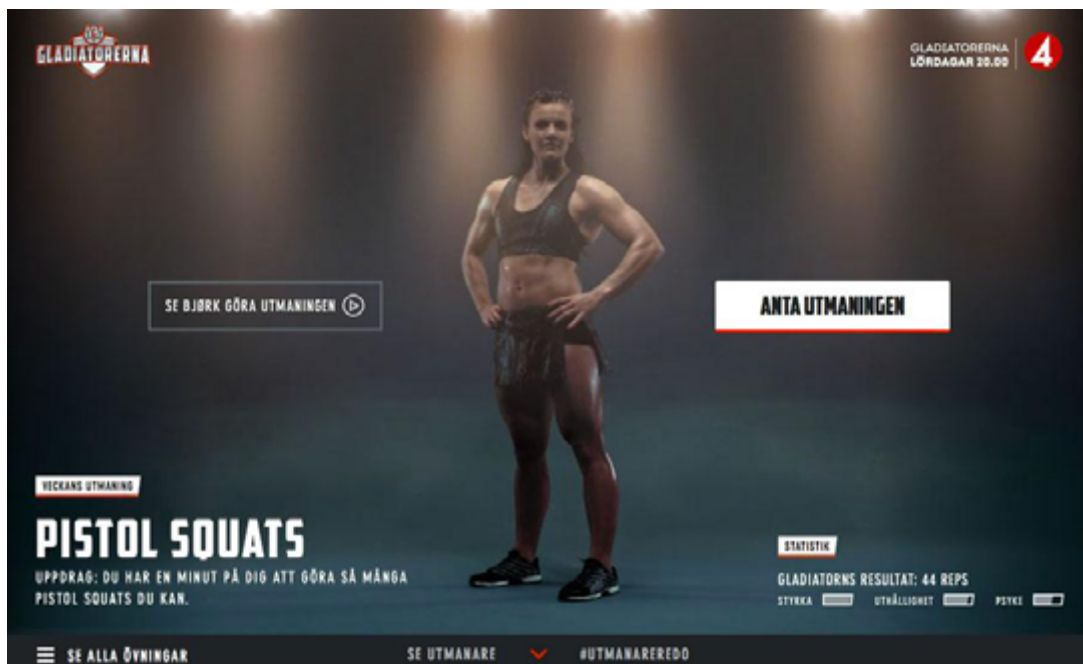 GLADIATORERNA
GLADIATORERNA
LÖRDAGAR 20.00
4
SE BJØRK GÖRA UTMANINGEN
ANTA UTMANINGEN
VECKANS UTMANING
PISTOL SQUATS
UPPDRAG: DU HAR EN MINUT PÅ DIG ATT GÖRA SÅ MÅNGA
PISTOL SQUATS DU KAN.
STATISTIK
GLADIATORNS RESULTAT: 44 REPS
STYRKA UTHÅLLIGHET PSYKE
SE ALLA ÖVNINGAR SE UTMANARE #UTMANAREREDO